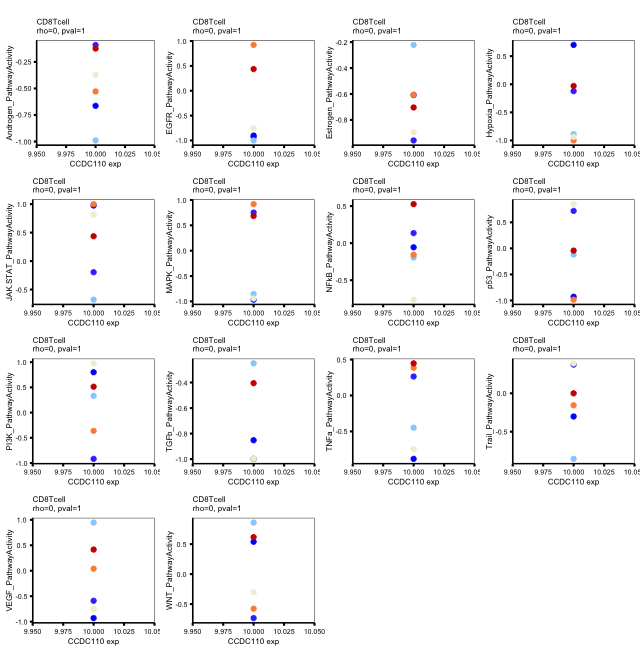 CD8Tcell
rho=0, pval=1
Androgen_PathwayActivity
-0.25
-0.50
-0.75
-1.00
9.950 9.975 10.000 10.025 10.05
CCDC110 exp
CD8Tcell
rho=0, pval=1
EGFR_PathwayActivity
1.0
0.5
0.0
-0.5
-1.0
9.950 9.975 10.000 10.025 10.05
CCDC110 exp
CD8Tcell
rho=0, pval=1
Estrogen_PathwayActivity
-0.2
-0.4
-0.6
-0.8
9.950 9.975 10.000 10.025 10.05
CCDC110 exp
CD8Tcell
rho=0, pval=1
Hypoxia_PathwayActivity
0.5
0.0
-0.5
-1.0
9.950 9.975 10.000 10.025 10.05
CCDC110 exp
CD8Tcell
rho=0, pval=1
JAK.STAT_PathwayActivity
1.0
0.5
0.0
-0.5
9.950 9.975 10.000 10.025 10.05
CCDC110 exp
CD8Tcell
rho=0, pval=1
MAPK_PathwayActivity
1.0
0.5
0.0
-0.5
-1.0
9.950 9.975 10.000 10.025 10.05
CCDC110 exp
CD8Tcell
rho=0, pval=1
NFkB_PathwayActivity
0.5
0.0
-0.5
9.950 9.975 10.000 10.025 10.05
CCDC110 exp
CD8Tcell
rho=0, pval=1
p53_PathwayActivity
0.5
0.0
-0.5
-1.0
9.950 9.975 10.000 10.025 10.05
CCDC110 exp
CD8Tcell
rho=0, pval=1
PI3K_PathwayActivity
1.0
0.5
0.0
-0.5
-1.0
9.950 9.975 10.000 10.025 10.05
CCDC110 exp
CD8Tcell
rho=0, pval=1
TGFb_PathwayActivity
-0.4
-0.6
-0.8
-1.0
9.950 9.975 10.000 10.025 10.05
CCDC110 exp
CD8Tcell
rho=0, pval=1
TNFa_PathwayActivity
0.5
0.0
-0.5
9.950 9.975 10.000 10.025 10.05
CCDC110 exp
CD8Tcell
rho=0, pval=1
Trail_PathwayActivity
0.0
-0.5
9.950 9.975 10.000 10.025 10.05
CCDC110 exp
CD8Tcell
rho=0, pval=1
VEGF_PathwayActivity
1.0
0.5
0.0
-0.5
-1.0
9.950 9.975 10.000 10.025 10.05
CCDC110 exp
CD8Tcell
rho=0, pval=1
WNT_PathwayActivity
0.5
0.0
-0.5
9.950 9.975 10.000 10.025 10.050
CCDC110 exp